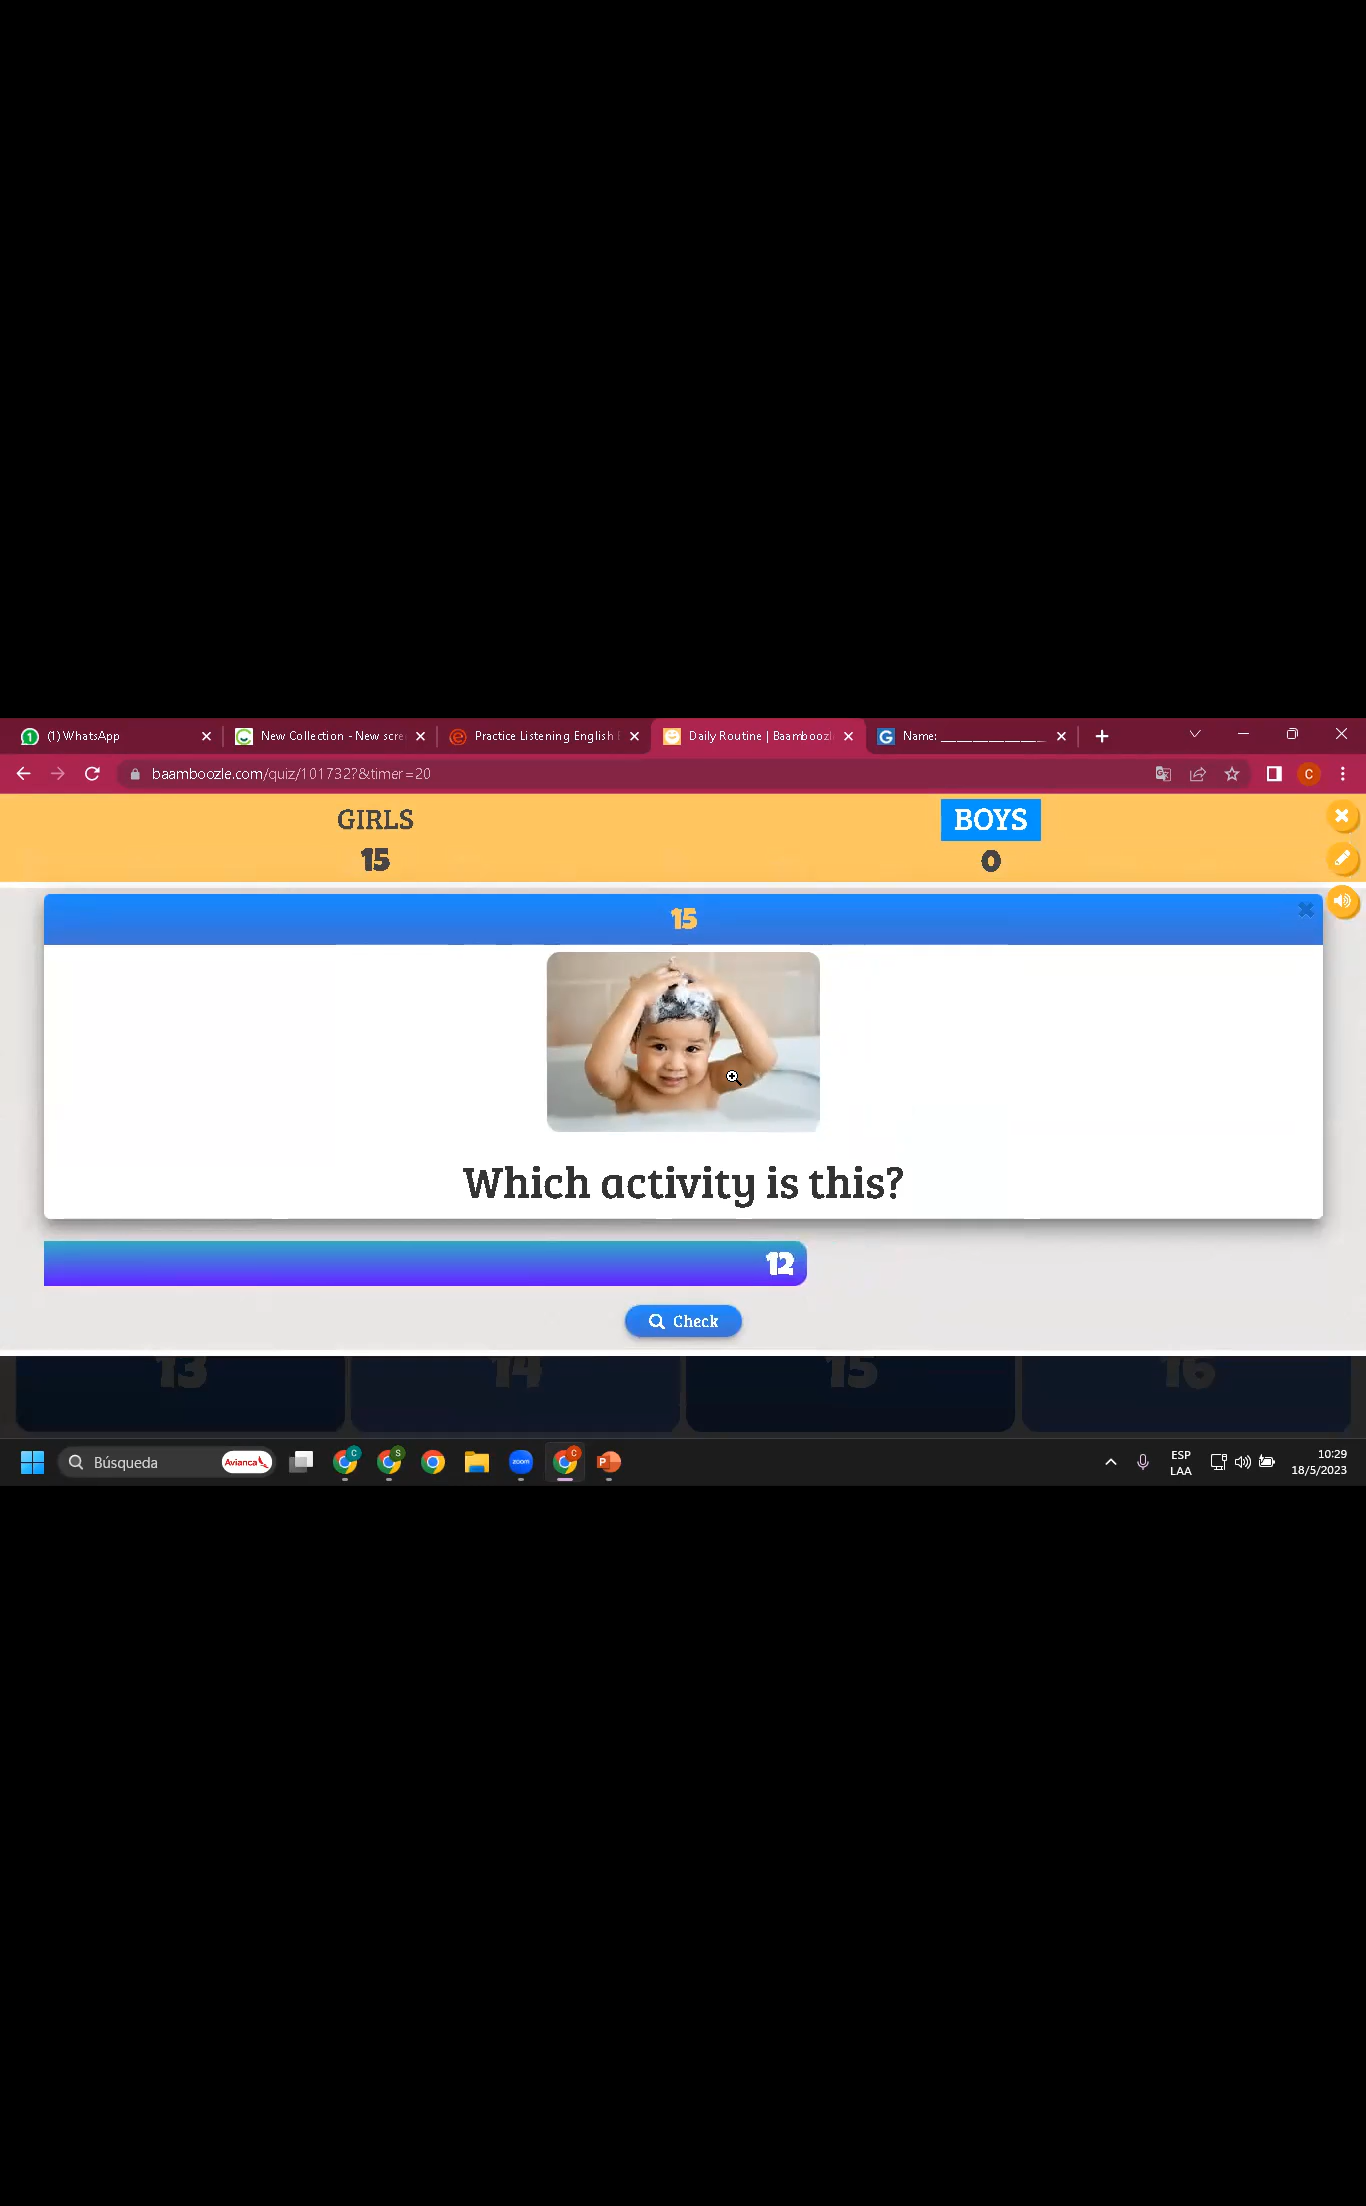 (1) WhatsApp
New Collection - New scre
Practice Listening English
Daily Routine | Baamboozl
Name: ____________________
baamboozle.com/quiz/101732?&timer=20
C
GIRLS
BOYS
15
0
15
Which activity is this?
12
Check
13
14
15
16
Búsqueda
Avianca
C
S
zoom
C
P
ESP
LAA
10:29
18/5/2023